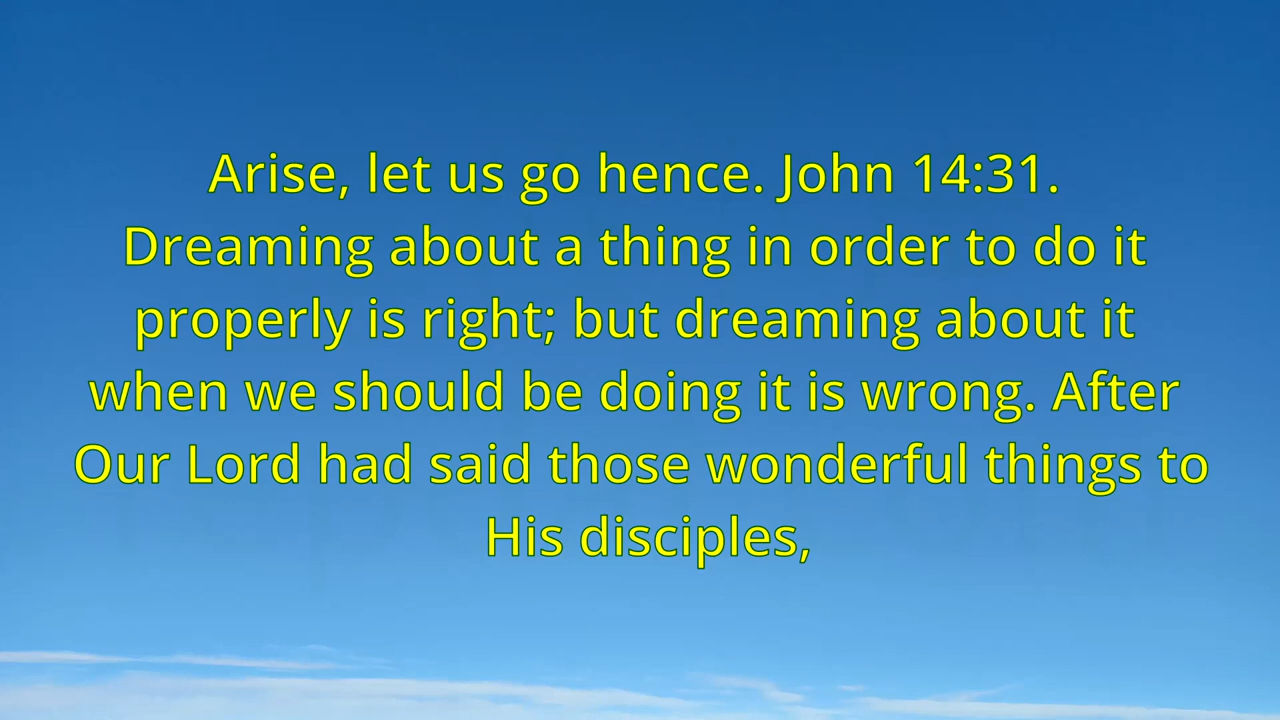 Arise, let us go hence. John 14:31.
Dreaming about a thing in order to do it
properly is right; but dreaming about it
when we should be doing it is wrong. After
Our Lord had said those wonderful things to
His disciples,